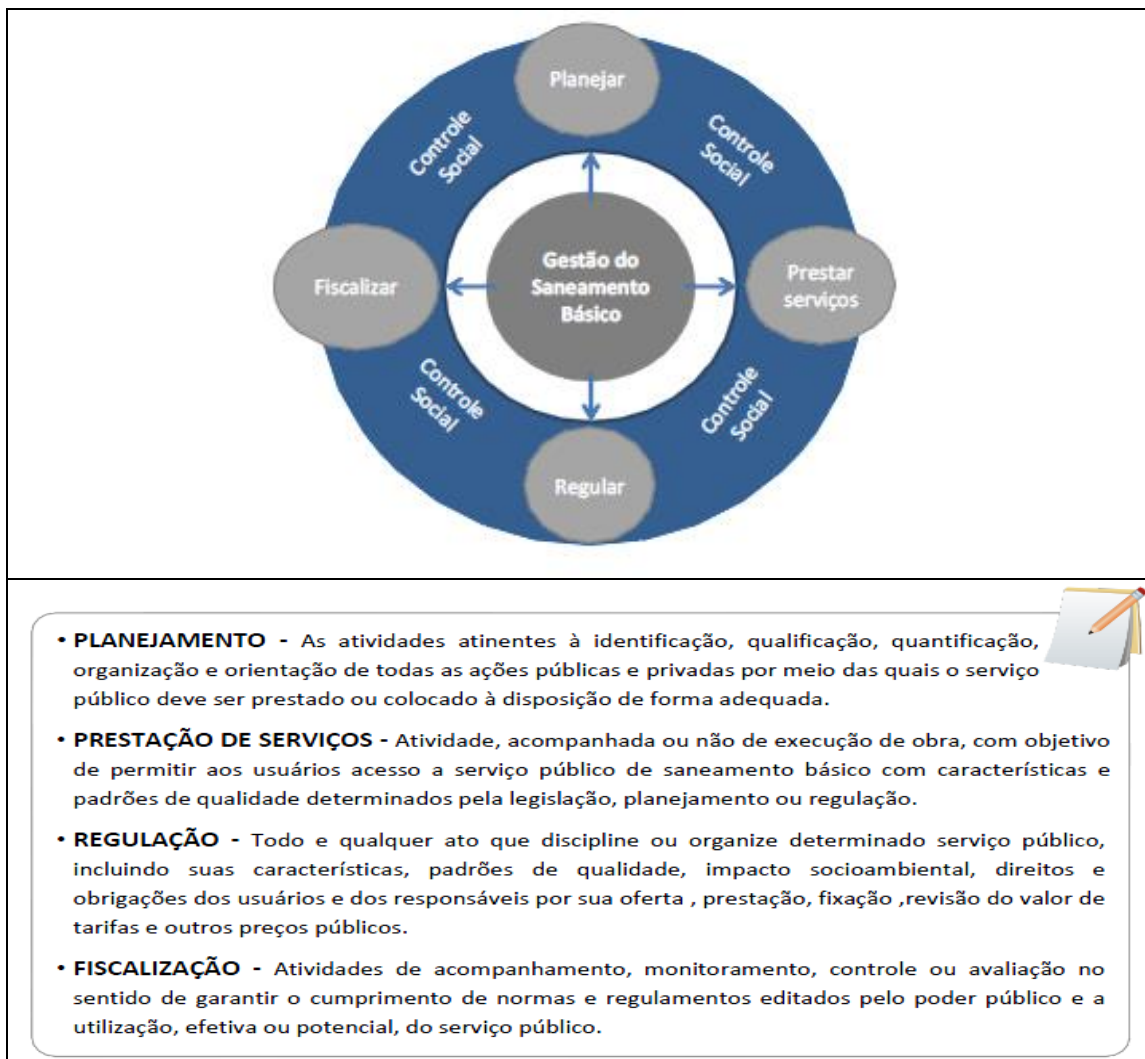 Planejar
Controle
Social
Controle
Social
Fiscalizar
Gestão do
Saneamento
Básico
Prestar
serviços
Controle
Social
Controle
Social
Regular
• PLANEJAMENTO - As atividades atinentes à identificação, qualificação, quantificação,
organização e orientação de todas as ações públicas e privadas por meio das quais o serviço
público deve ser prestado ou colocado à disposição de forma adequada.
• PRESTAÇÃO DE SERVIÇOS - Atividade, acompanhada ou não de execução de obra, com objetivo
de permitir aos usuários acesso a serviço público de saneamento básico com características e
padrões de qualidade determinados pela legislação, planejamento ou regulação.
• REGULAÇÃO - Todo e qualquer ato que discipline ou organize determinado serviço público,
incluindo suas características, padrões de qualidade, impacto socioambiental, direitos e
obrigações dos usuários e dos responsáveis por sua oferta , prestação, fixação ,revisão do valor de
tarifas e outros preços públicos.
• FISCALIZAÇÃO - Atividades de acompanhamento, monitoramento, controle ou avaliação no
sentido de garantir o cumprimento de normas e regulamentos editados pelo poder público e a
utilização, efetiva ou potencial, do serviço público.